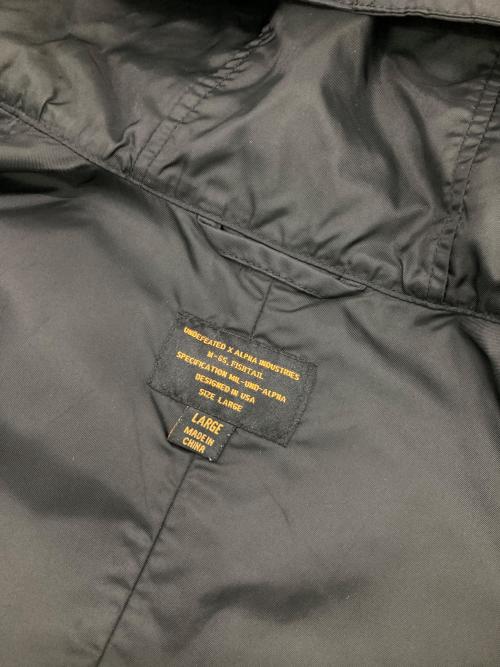 UNDEFEATED X ALPHA INDUSTRIES
M-65, FISHTAIL
SPECIFICATION MIL-UND-ALPHA
DESIGNED IN USA
SIZE LARGE
LARGE
MADE IN
CHINA